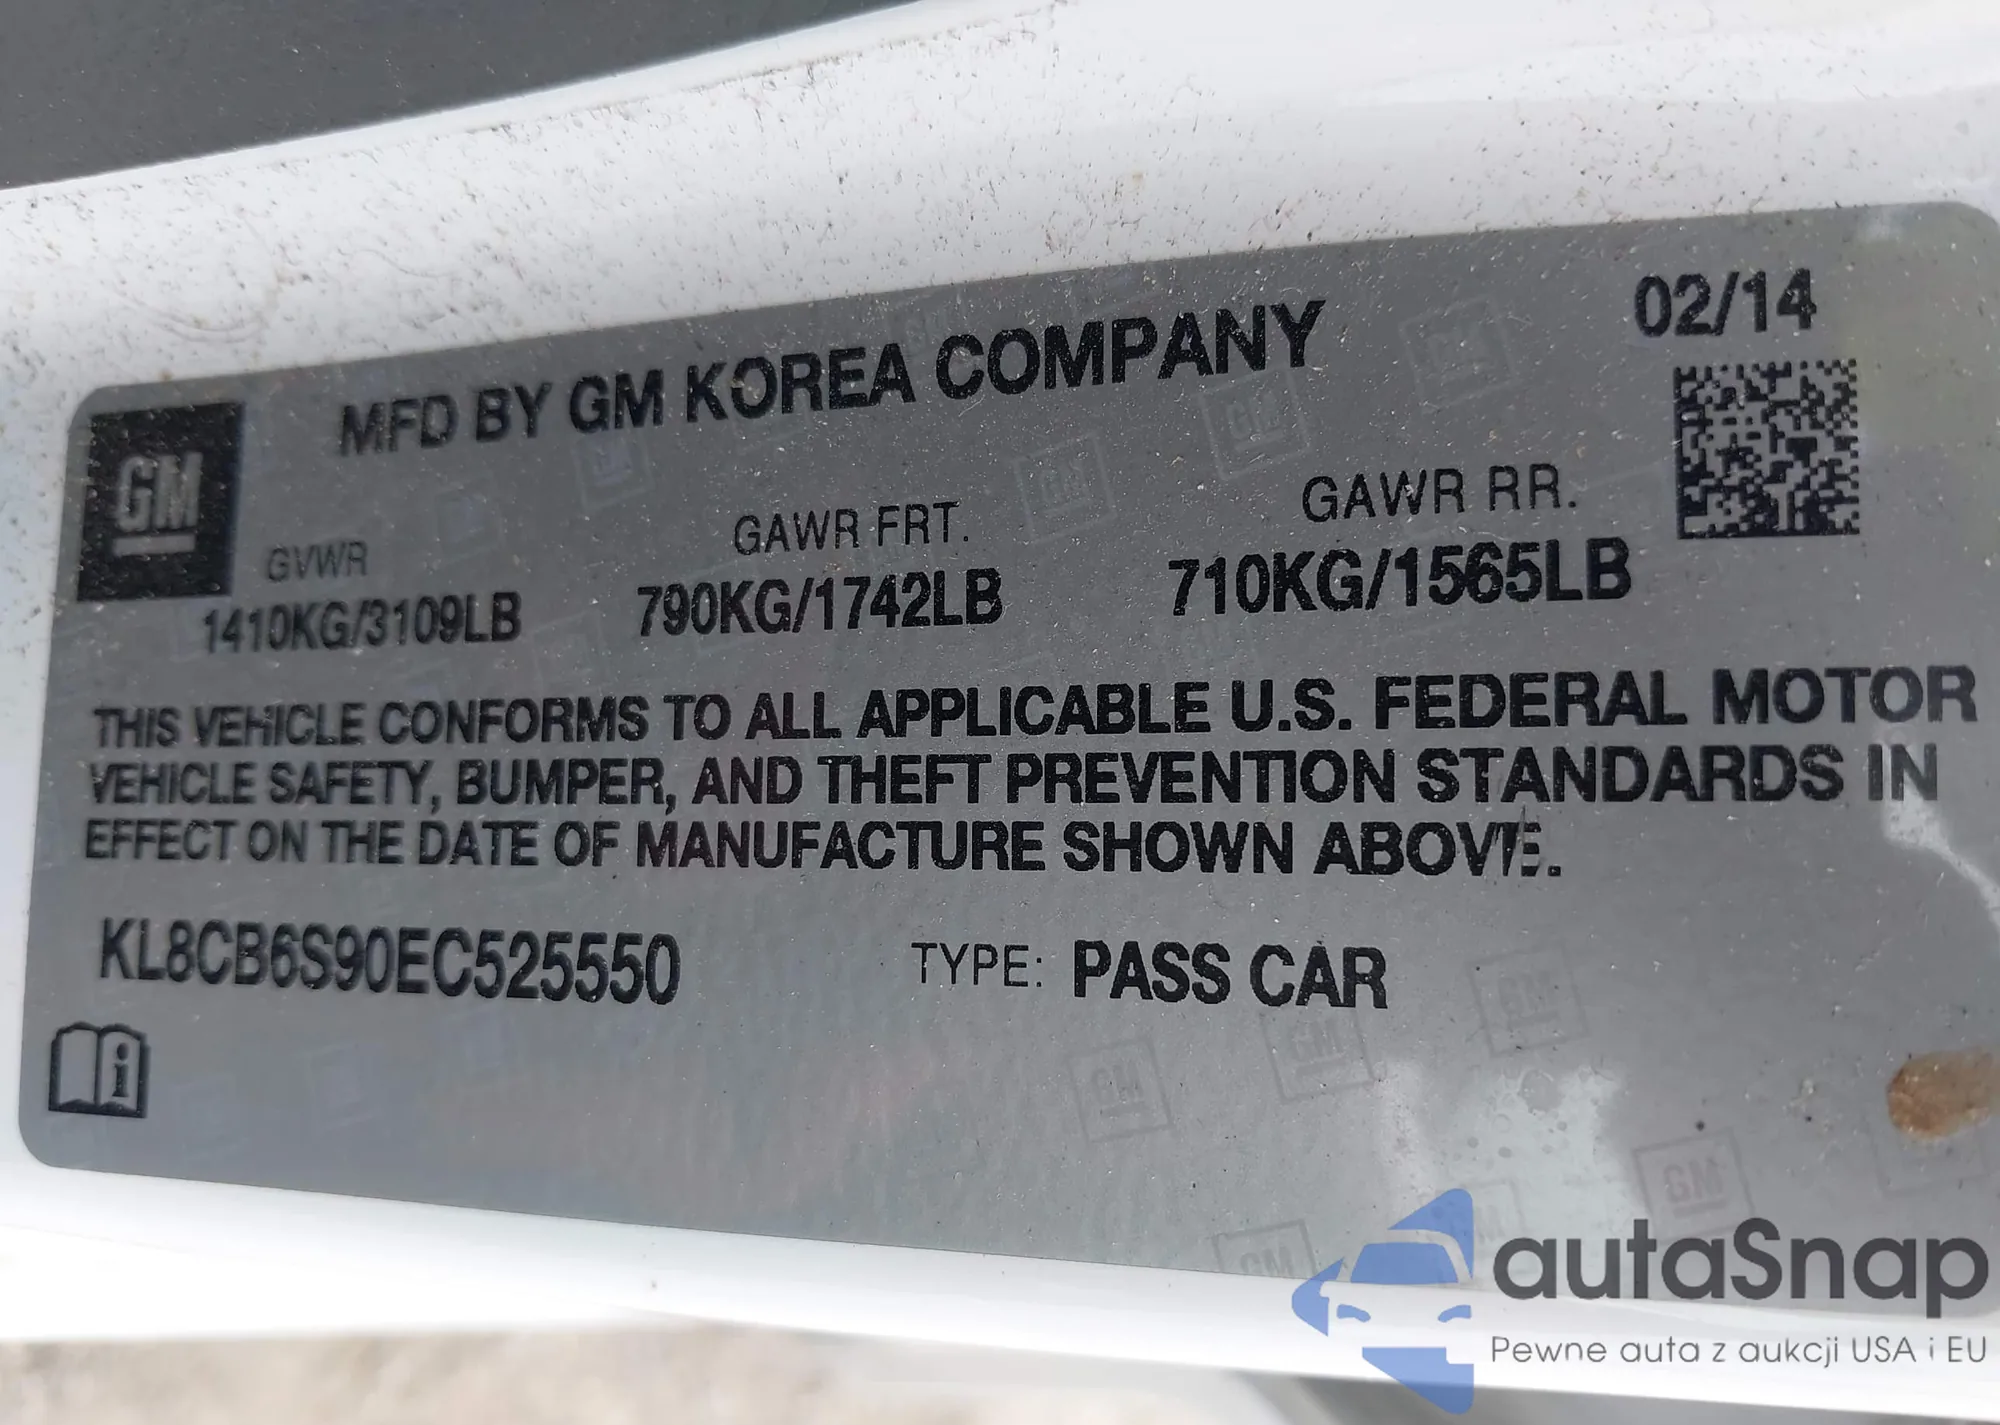 02/14
MFD BY GM KOREA COMPANY
GM
GVWR GAWR FRT. GAWR RR.
1410KG/3109LB 790KG/1742LB 710KG/1565LB
THIS VEHICLE CONFORMS TO ALL APPLICABLE U.S. FEDERAL MOTOR
VEHICLE SAFETY, BUMPER, AND THEFT PREVENTION STANDARDS IN
EFFECT ON THE DATE OF MANUFACTURE SHOWN ABOVE.
KL8CB6S90EC525550 TYPE: PASS CAR
autaSnap
Pewne auta z aukcji USA i EU